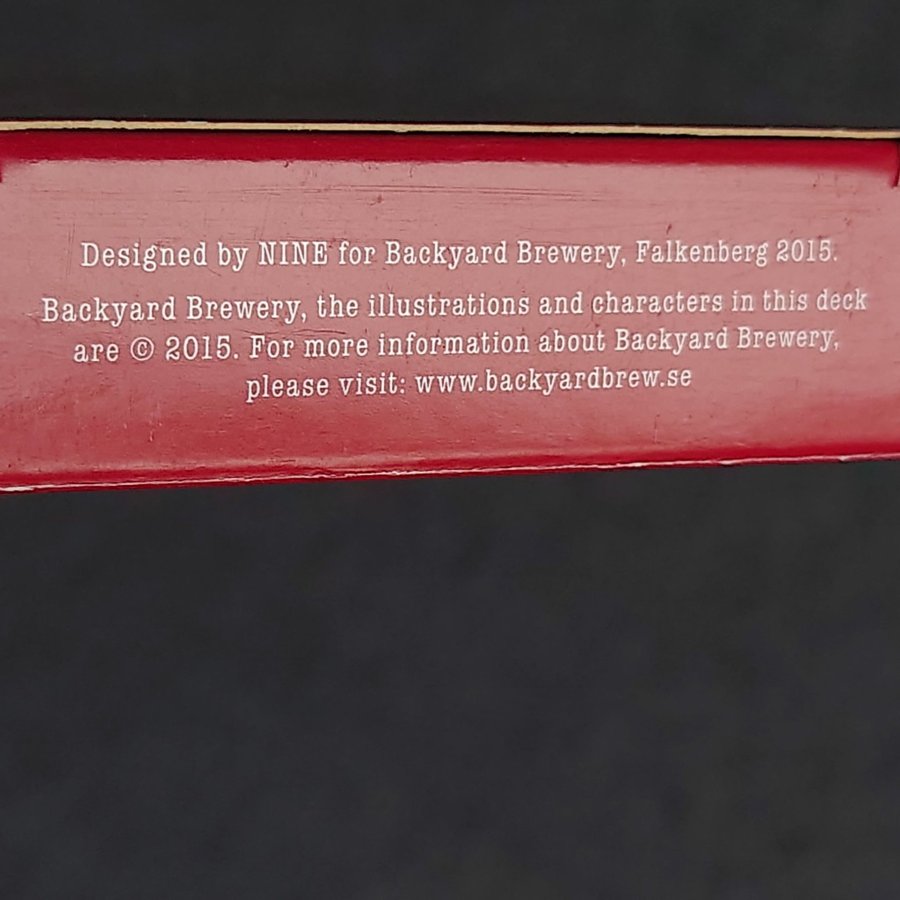 Designed by NINE for Backyard Brewery, Falkenberg 2015.
Backyard Brewery, the illustrations and characters in this deck
are © 2015. For more information about Backyard Brewery,
please visit: www.backyardbrew.se